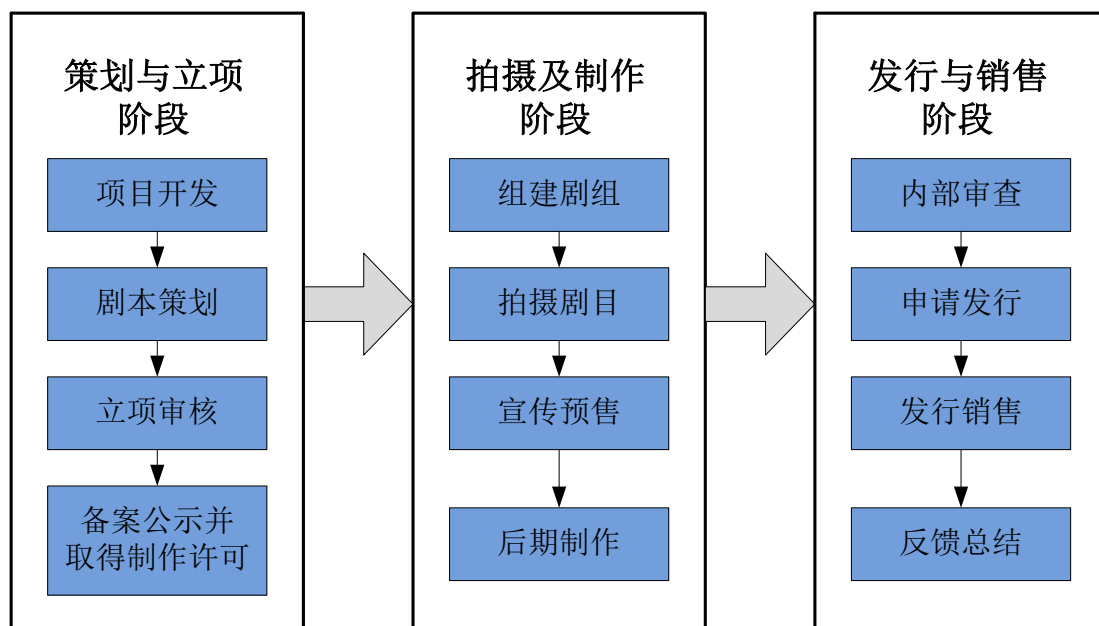 策划与立项
阶段
项目开发
剧本策划
立项审核
备案公示并
取得制作许可
拍摄及制作
阶段
组建剧组
拍摄剧目
宣传预售
后期制作
发行与销售
阶段
内部审查
申请发行
发行销售
反馈总结